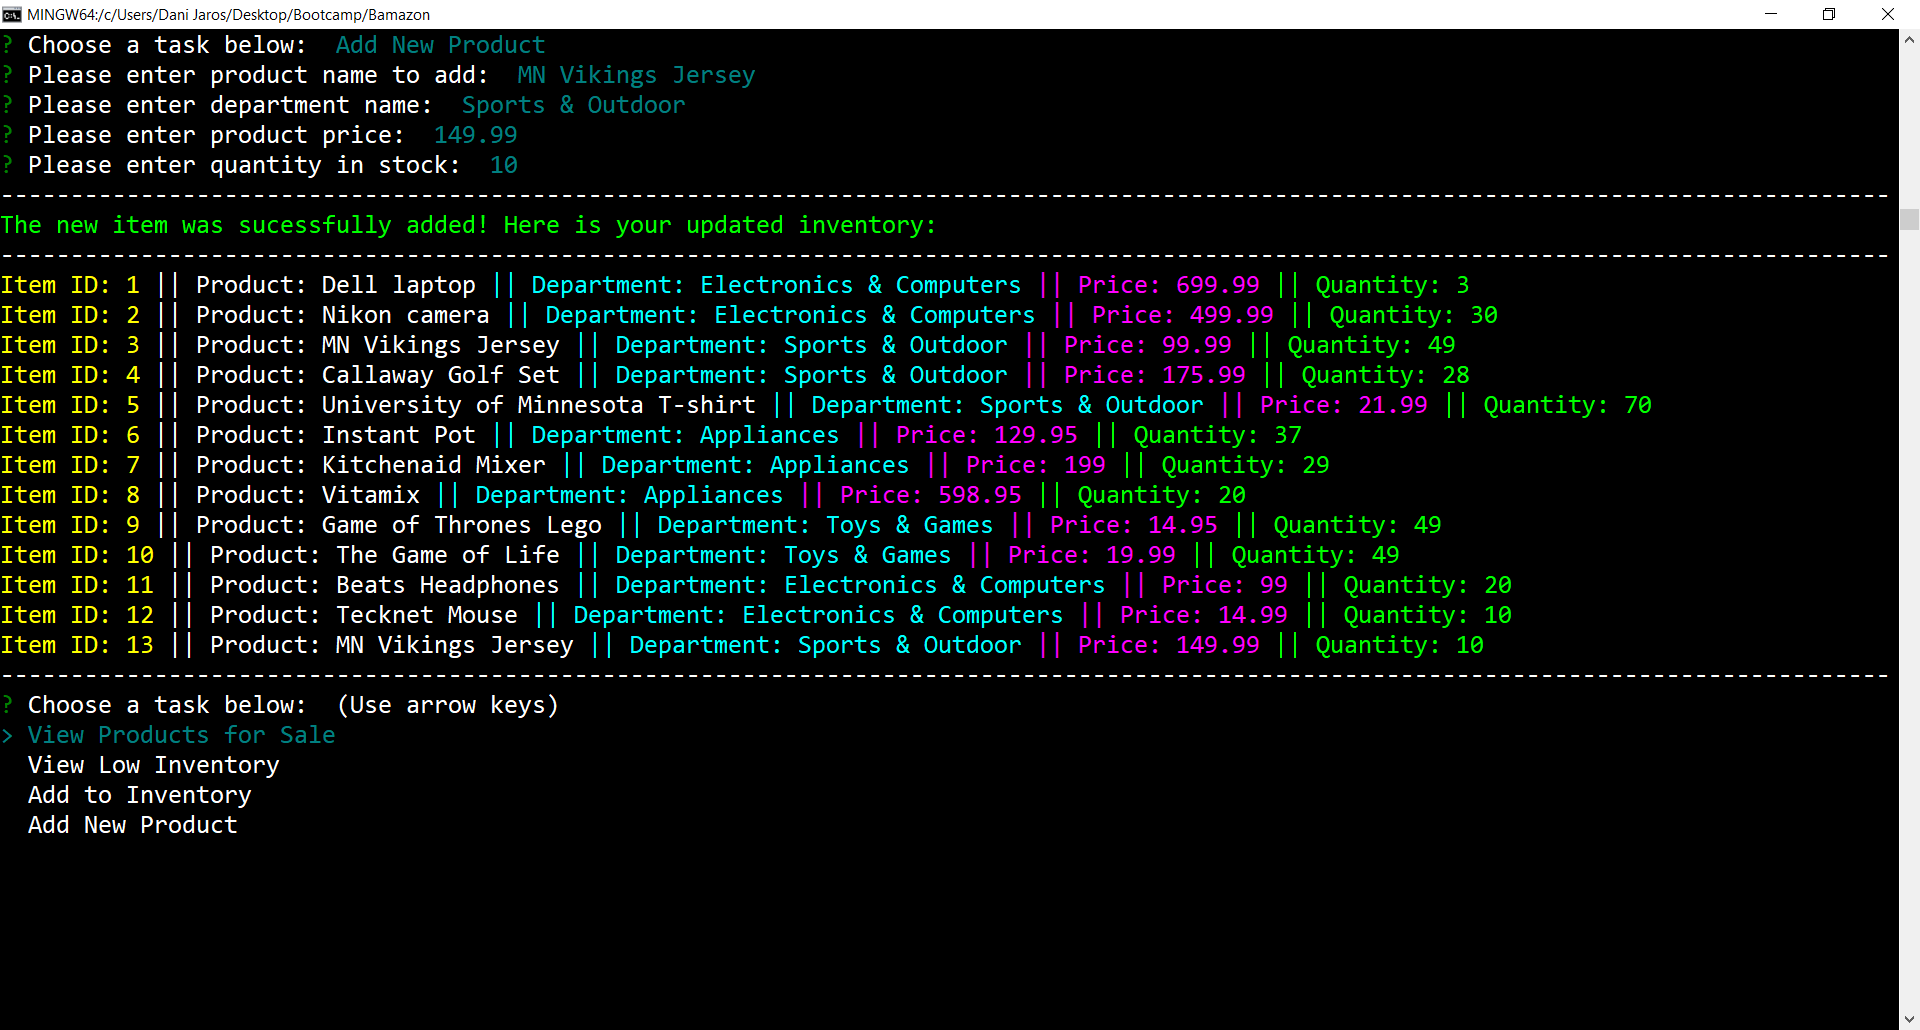 MINGW64:/c/Users/Dani Jaros/Desktop/Bootcamp/Bamazon
? Choose a task below:  Add New Product
? Please enter product name to add:  MN Vikings Jersey
? Please enter department name:  Sports & Outdoor
? Please enter product price:  149.99
? Please enter quantity in stock:  10
---------------------------------------------------------------------------------------------------------------------------------------
The new item was sucessfully added! Here is your updated inventory:
---------------------------------------------------------------------------------------------------------------------------------------
Item ID: 1 || Product: Dell laptop || Department: Electronics & Computers || Price: 699.99 || Quantity: 3
Item ID: 2 || Product: Nikon camera || Department: Electronics & Computers || Price: 499.99 || Quantity: 30
Item ID: 3 || Product: MN Vikings Jersey || Department: Sports & Outdoor || Price: 99.99 || Quantity: 49
Item ID: 4 || Product: Callaway Golf Set || Department: Sports & Outdoor || Price: 175.99 || Quantity: 28
Item ID: 5 || Product: University of Minnesota T-shirt || Department: Sports & Outdoor || Price: 21.99 || Quantity: 70
Item ID: 6 || Product: Instant Pot || Department: Appliances || Price: 129.95 || Quantity: 37
Item ID: 7 || Product: Kitchenaid Mixer || Department: Appliances || Price: 199 || Quantity: 29
Item ID: 8 || Product: Vitamix || Department: Appliances || Price: 598.95 || Quantity: 20
Item ID: 9 || Product: Game of Thrones Lego || Department: Toys & Games || Price: 14.95 || Quantity: 49
Item ID: 10 || Product: The Game of Life || Department: Toys & Games || Price: 19.99 || Quantity: 49
Item ID: 11 || Product: Beats Headphones || Department: Electronics & Computers || Price: 99 || Quantity: 20
Item ID: 12 || Product: Tecknet Mouse || Department: Electronics & Computers || Price: 14.99 || Quantity: 10
Item ID: 13 || Product: MN Vikings Jersey || Department: Sports & Outdoor || Price: 149.99 || Quantity: 10
---------------------------------------------------------------------------------------------------------------------------------------
? Choose a task below:  (Use arrow keys)
> View Products for Sale
  View Low Inventory
  Add to Inventory
  Add New Product